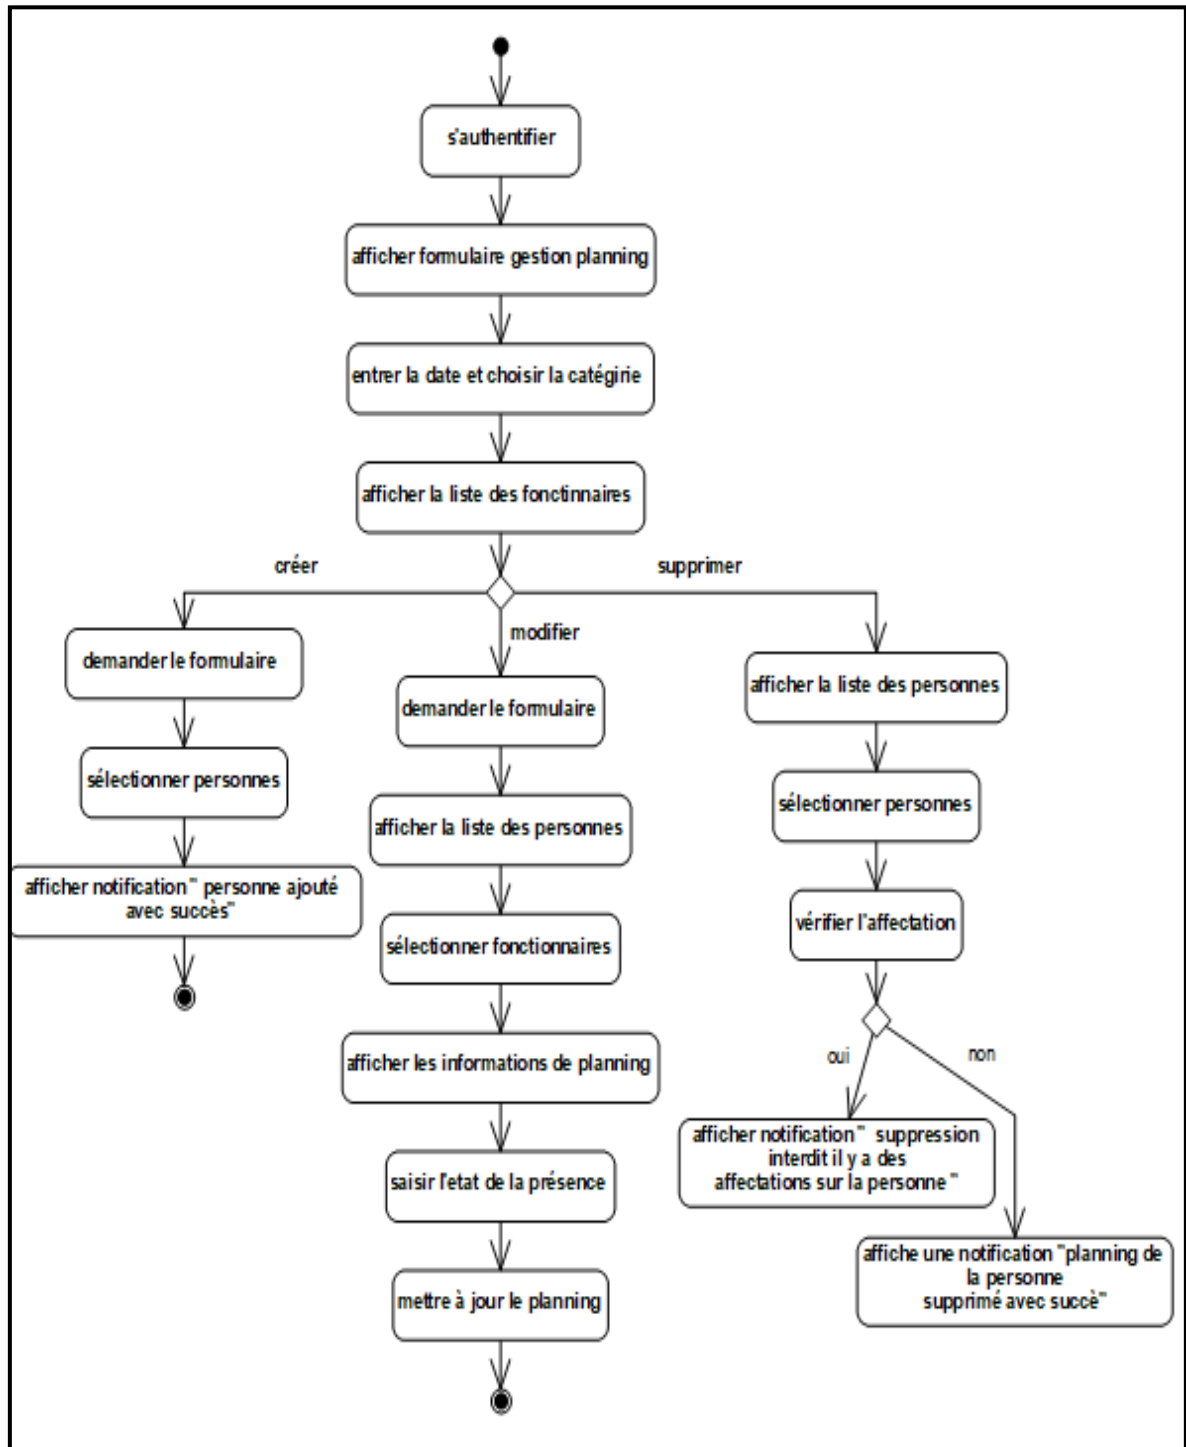 s'authentifier
afficher formulaire gestion planning
entrer la date et choisir la catégirie
afficher la liste des fonctinnaires
créer
supprimer
modifier
demander le formulaire
sélectionner personnes
afficher notification" personne ajouté
avec succès"
demander le formulaire
afficher la liste des personnes
sélectionner fonctionnaires
afficher les informations de planning
saisir l'etat de la présence
mettre à jour le planning
afficher la liste des personnes
sélectionner personnes
vérifier l'affectation
oui
non
afficher notification" suppression
interdit il y a des
affectations sur la personne"
affiche une notification "planning de
la personne
supprimé avec succè"